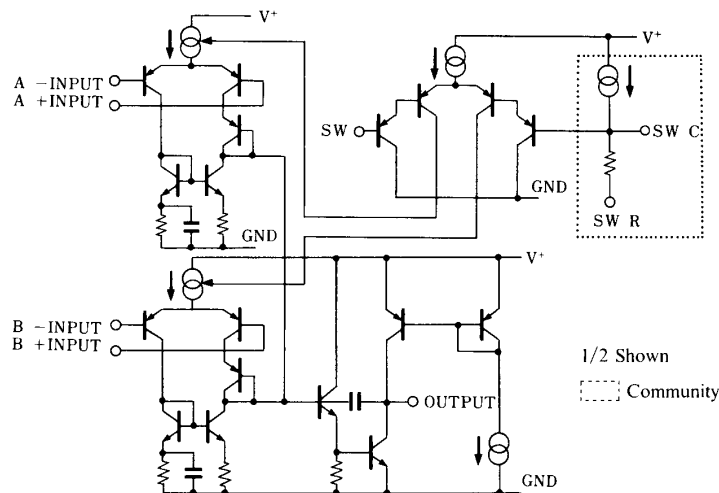 V⁺
A −INPUT
A +INPUT
GND
V⁺
SW
SW C
GND
SW R
V⁺
B −INPUT
B +INPUT
OUTPUT
GND
1/2 Shown
Community